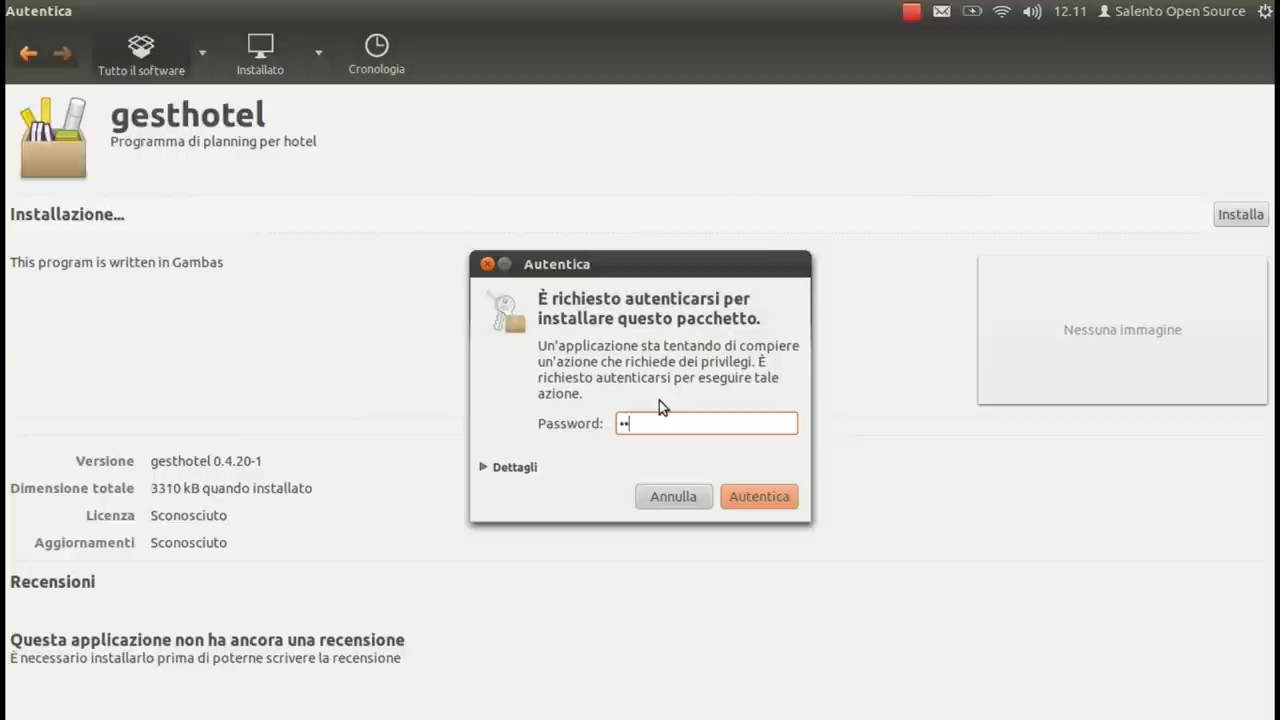 Autentica
12.11
Salento Open Source
Tutto il software
Installato
Cronologia
gesthotel
Programma di planning per hotel
Installazione...
Installa
This program is written in Gambas
Nessuna immagine
Autentica
È richiesto autenticarsi per
installare questo pacchetto.
Un'applicazione sta tentando di compiere
un'azione che richiede dei privilegi. È
richiesto autenticarsi per eseguire tale
azione.
Password: ••
Dettagli
Annulla
Autentica
Versione gesthotel 0.4.20-1
Dimensione totale 3310 kB quando installato
Licenza Sconosciuto
Aggiornamenti Sconosciuto
Recensioni
Questa applicazione non ha ancora una recensione
È necessario installarlo prima di poterne scrivere la recensione